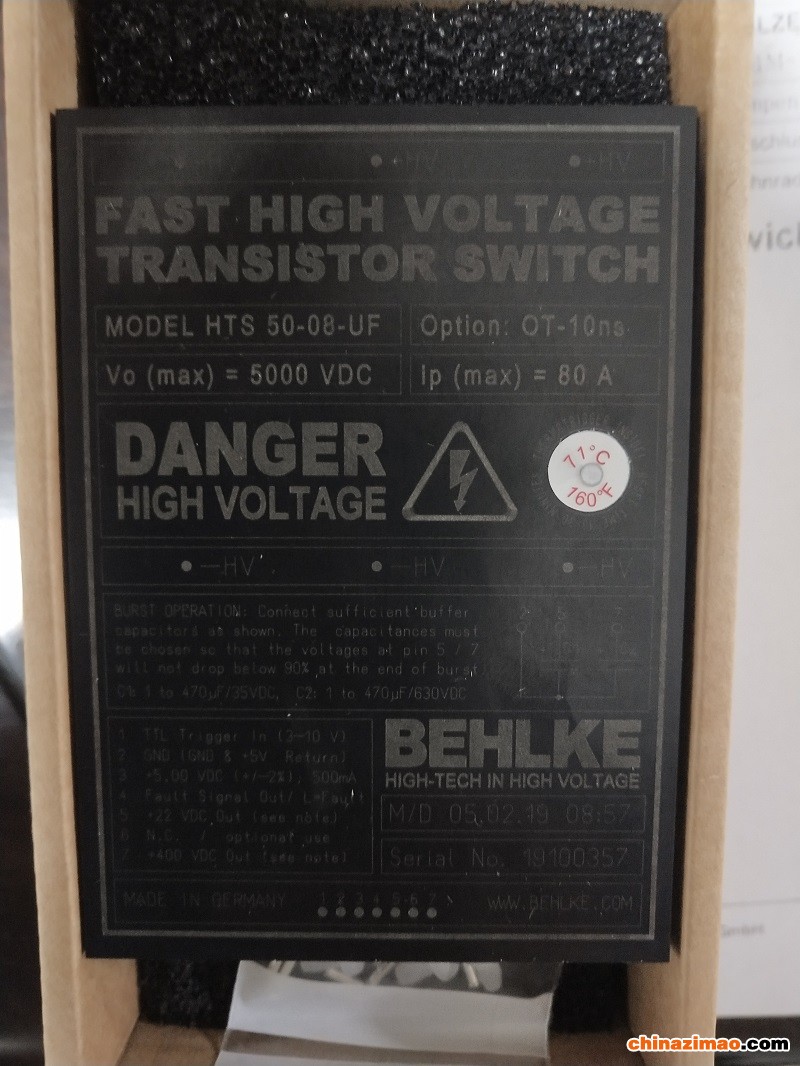 +HV
+HV
FAST HIGH VOLTAGE
TRANSISTOR SWITCH
MODEL HTS 50-08-UF
Option: OT-10ns
Vo (max) = 5000 VDC
Ip (max) = 80 A
DANGER
HIGH VOLTAGE
71°C
160°F
—HV
—HV
—HV
BURST OPERATION: Connect sufficient buffer
capacitors as shown. The capacitances must
be chosen so that the voltages at pin 5 / 7
will not drop below 90% at the end of burst
C1: 1 to 470µF/35VDC, C2: 1 to 470µF/630VDC
1 TTL Trigger In (3—10 V)
2 GND (GND & +5V Return)
3 +5,00 VDC (+/—2%), 500mA
4 Fault Signal Out/ L=Fault
5 +22 VDC Out (see note)
6 N.C. / optional use
7 +400 VDC Out (see note)
BEHLKE
HIGH-TECH IN HIGH VOLTAGE
M/D 05.02.19 08:57
Serial No. 19100357
MADE IN GERMANY
1 2 3 4 5 6 7
WWW.BEHLKE.COM
chinazimao.com